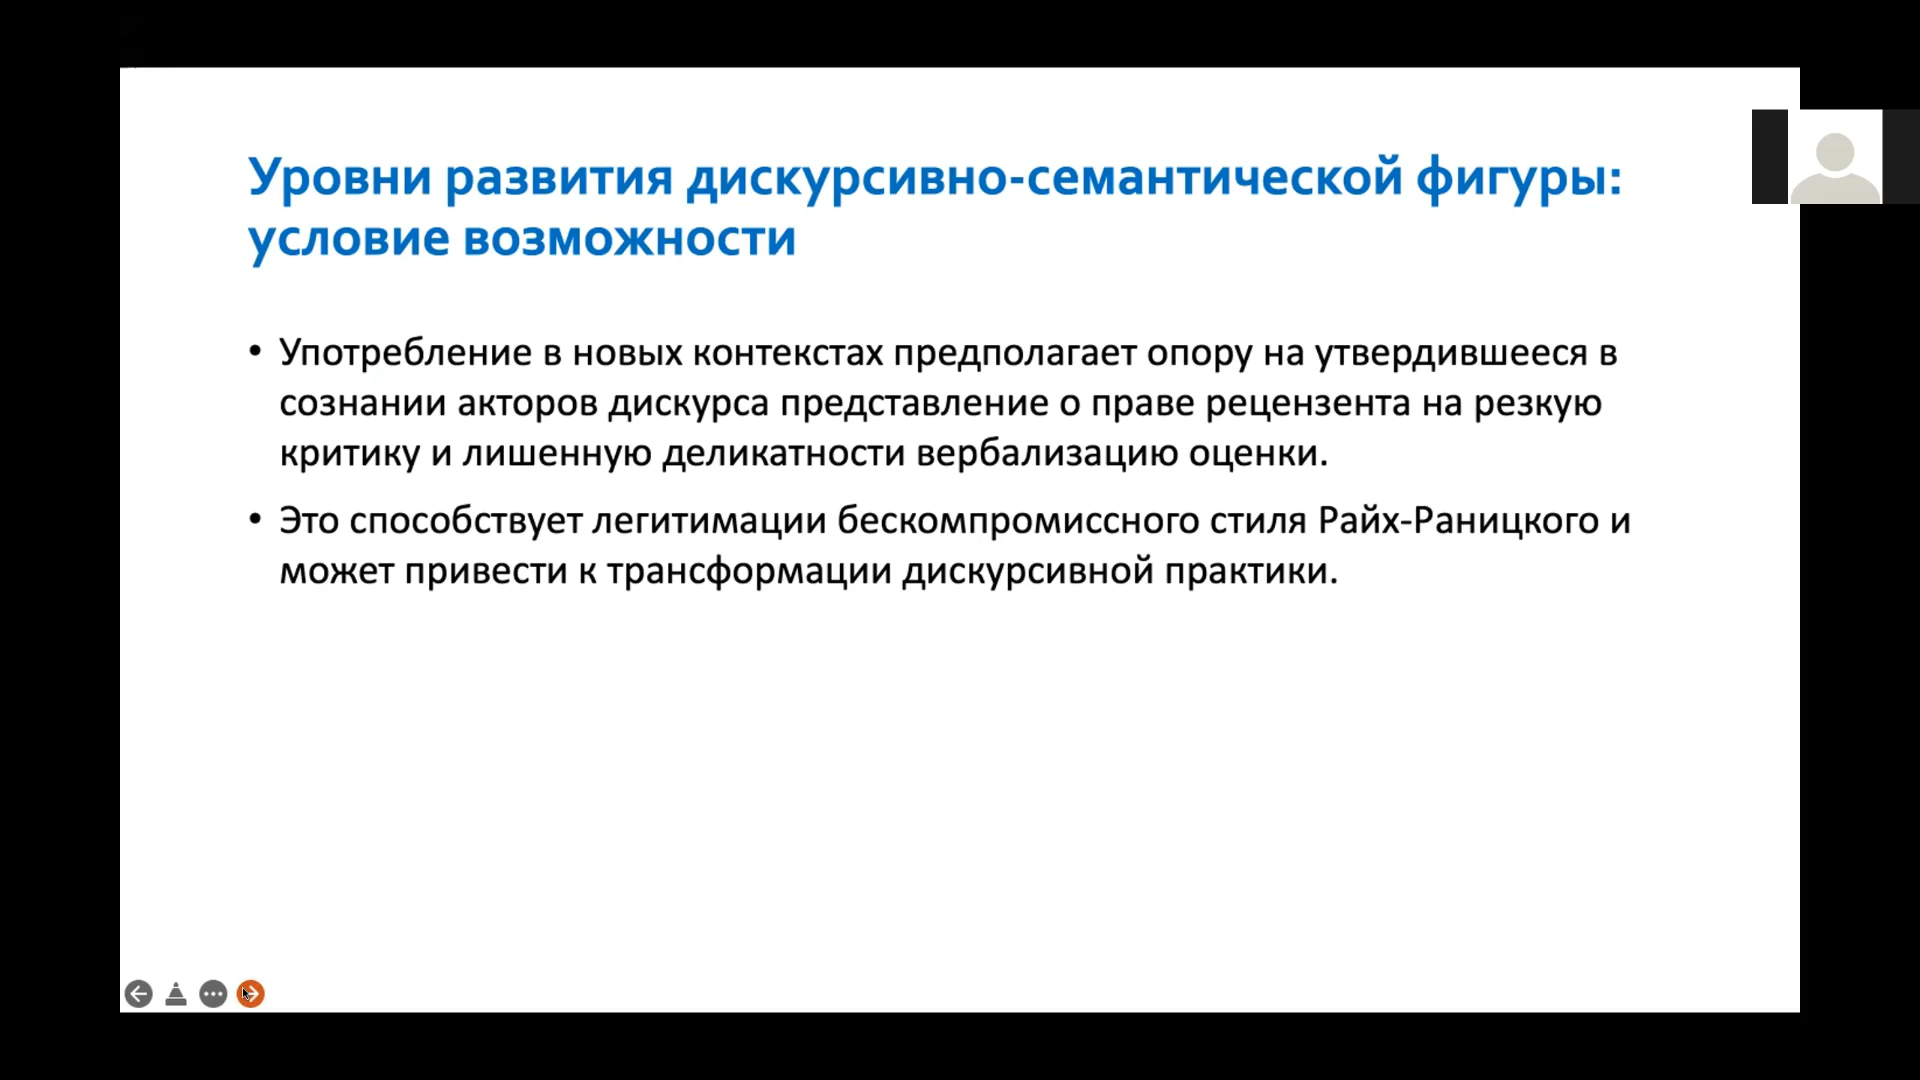 Уровни развития дискурсивно-семантической фигуры:
условие возможности
• Употребление в новых контекстах предполагает опору на утвердившееся в
сознании акторов дискурса представление о праве рецензента на резкую
критику и лишенную деликатности вербализацию оценки.
• Это способствует легитимации бескомпромиссного стиля Райх-Раницкого и
может привести к трансформации дискурсивной практики.